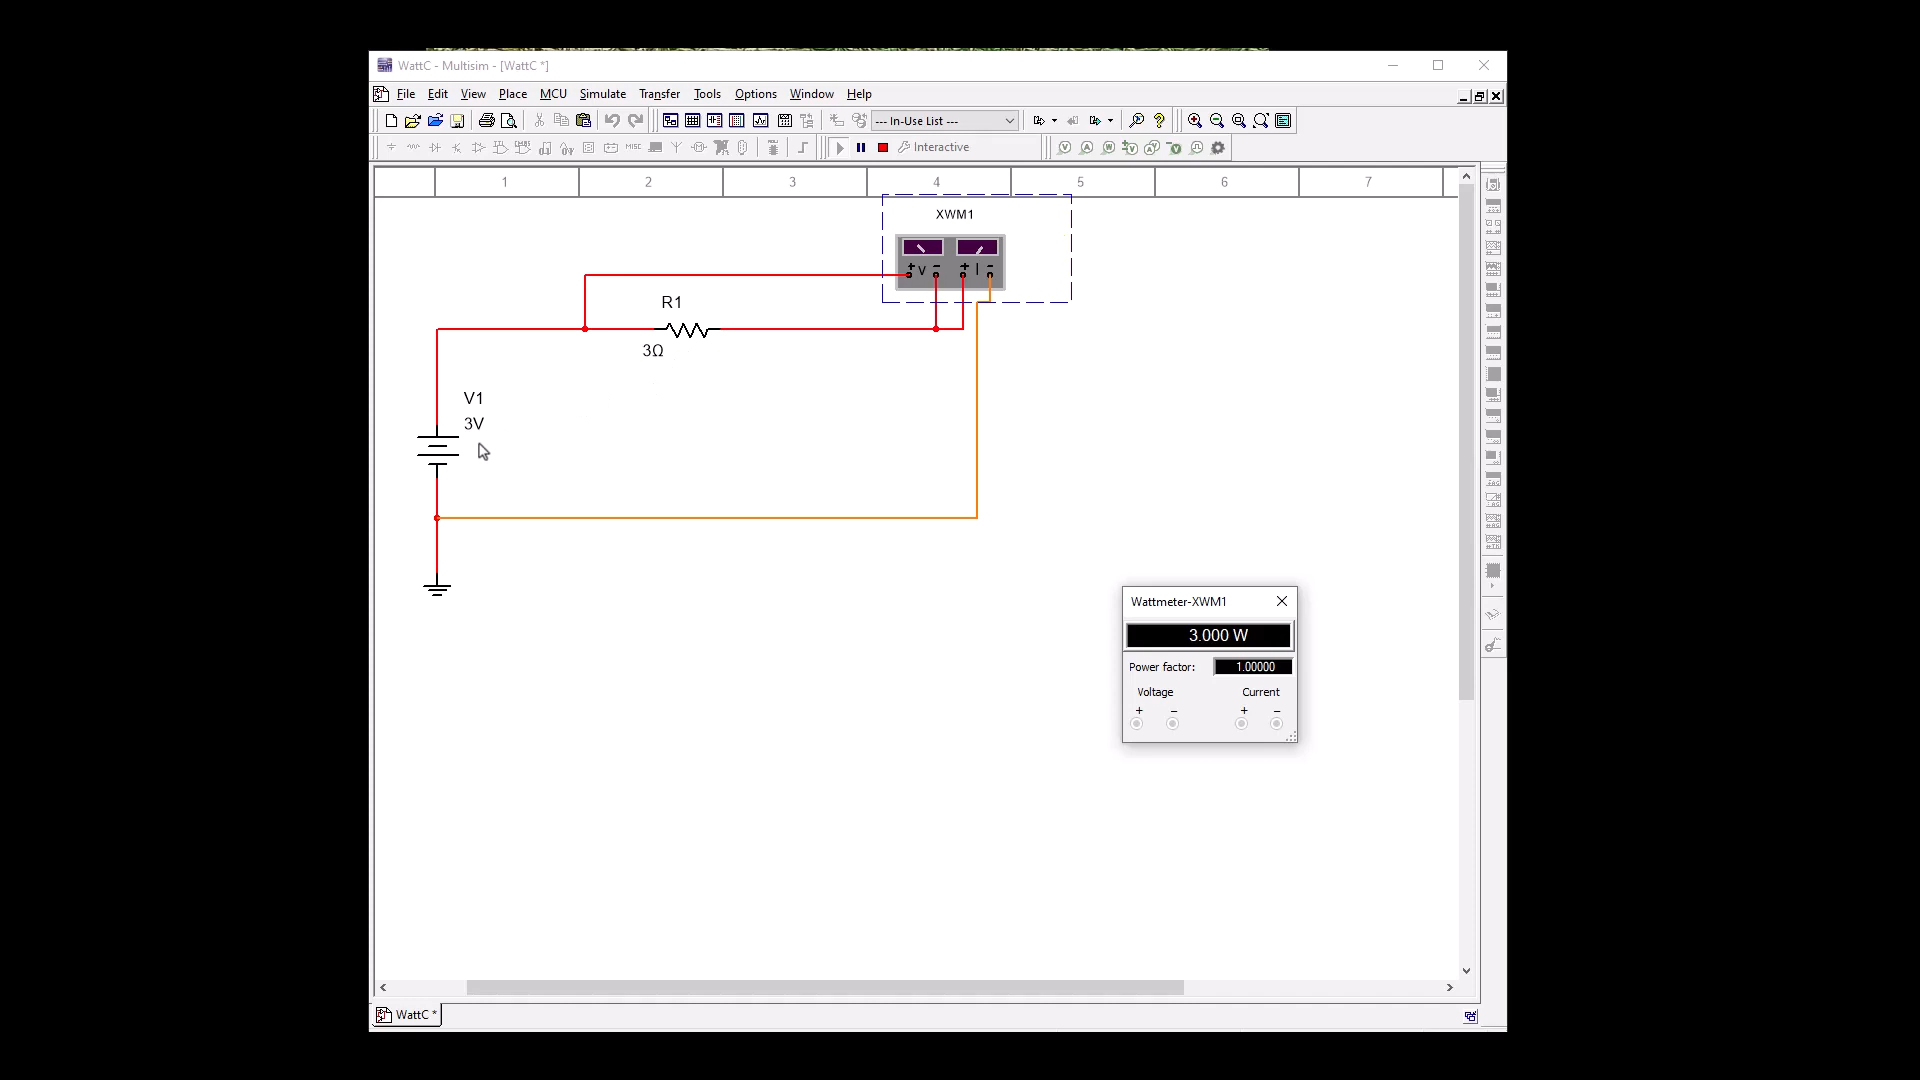 WattC - Multisim - [WattC *]
File Edit View Place MCU Simulate Transfer Tools Options Window Help
--- In-Use List ---
Interactive
1 2 3 4 5 6 7
XWM1
+ V - + I -
R1
3Ω
V1
3V
Wattmeter-XWM1
3.000 W
Power factor: 1.00000
Voltage Current
+ - + -
WattC *